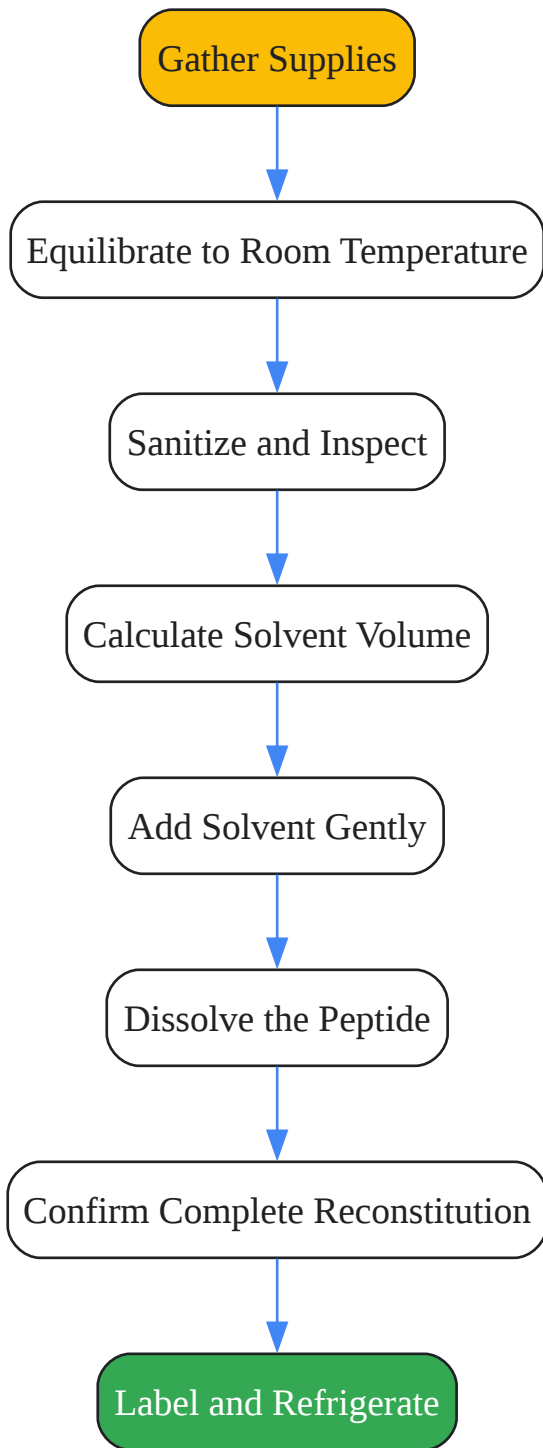 Gather Supplies
Equilibrate to Room Temperature
Sanitize and Inspect
Calculate Solvent Volume
Add Solvent Gently
Dissolve the Peptide
Confirm Complete Reconstitution
Label and Refrigerate